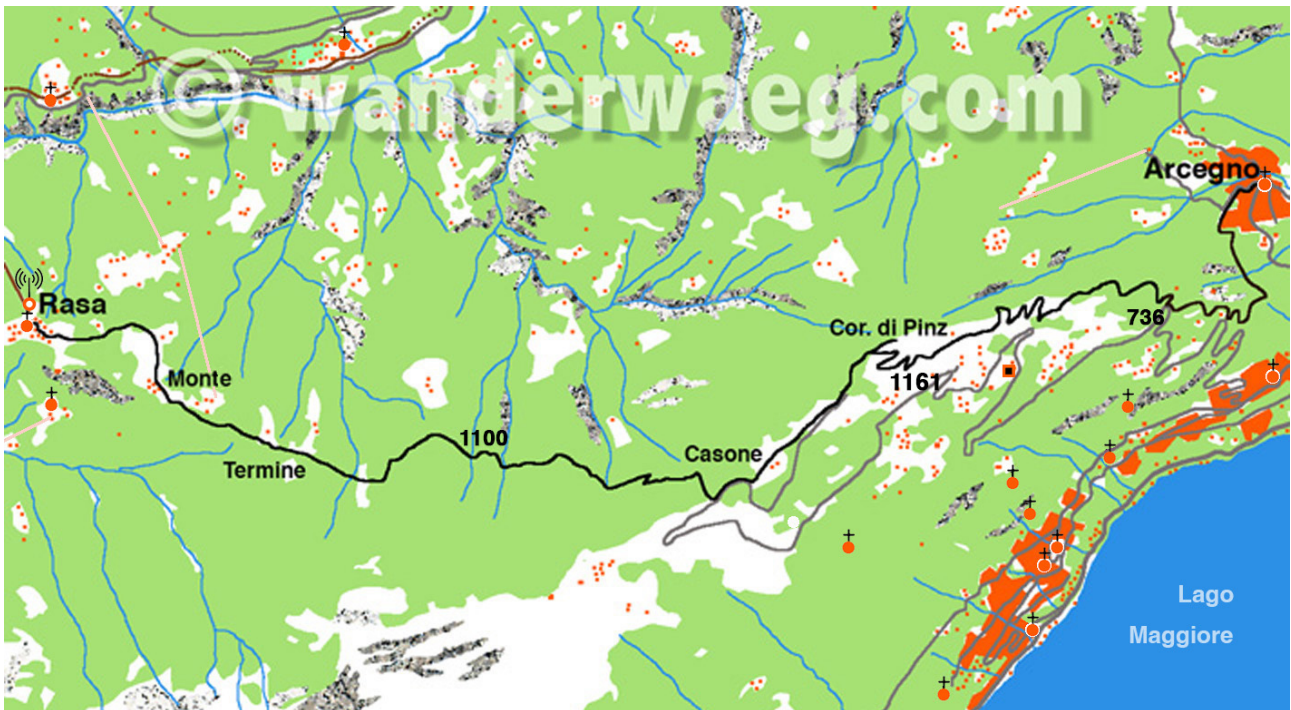 © wanderwaeg.com
Arcegno
Rasa
Cor. di Pinz
736
Monte
1161
1100
Casone
Termine
Lago
Maggiore